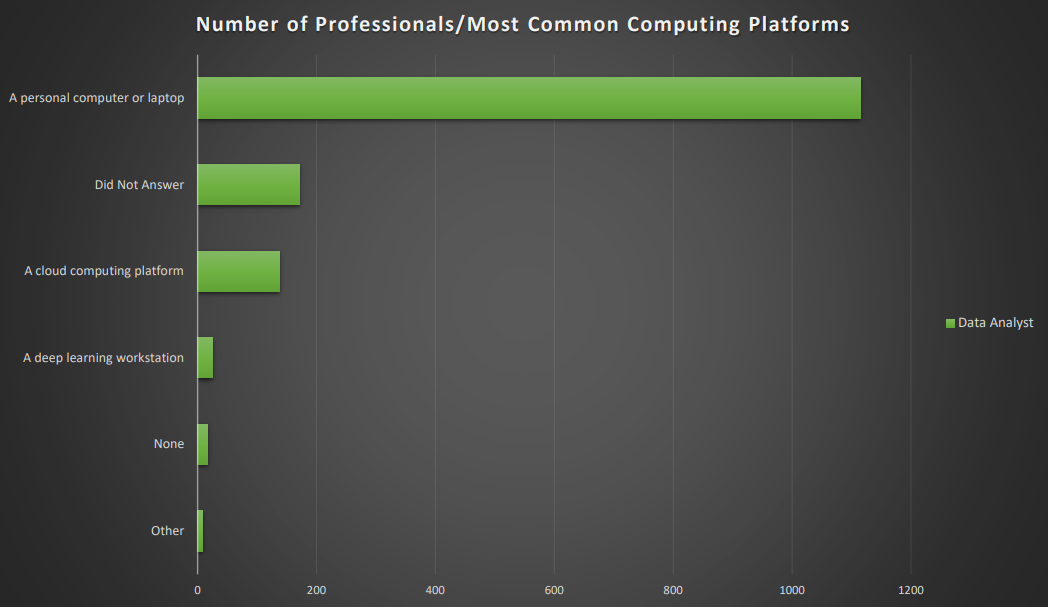 Number of Professionals/Most Common Computing Platforms
A personal computer or laptop
Did Not Answer
A cloud computing platform
A deep learning workstation
None
Other
0 200 400 600 800 1000 1200
Data Analyst